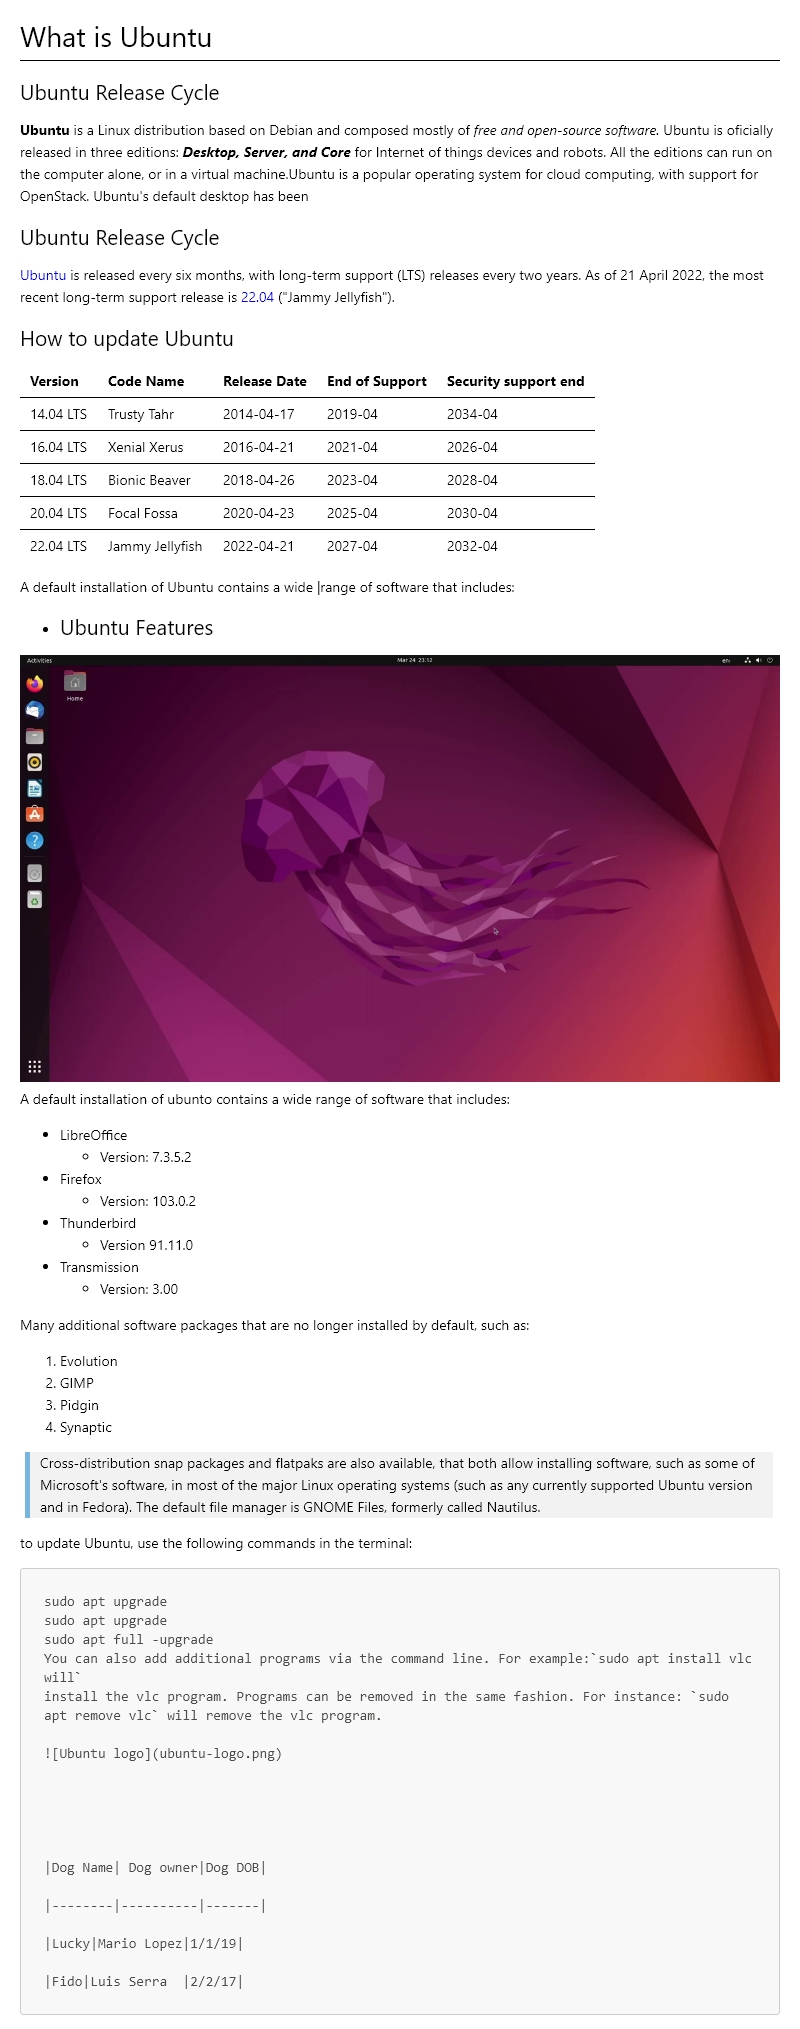 What is Ubuntu
Ubuntu Release Cycle
Ubuntu is a Linux distribution based on Debian and composed mostly of free and open-source software. Ubuntu is oficially
released in three editions: Desktop, Server, and Core for Internet of things devices and robots. All the editions can run on
the computer alone, or in a virtual machine.Ubuntu is a popular operating system for cloud computing, with support for
OpenStack. Ubuntu's default desktop has been
Ubuntu Release Cycle
Ubuntu is released every six months, with long-term support (LTS) releases every two years. As of 21 April 2022, the most
recent long-term support release is 22.04 ("Jammy Jellyfish").
How to update Ubuntu
Version Code Name Release Date End of Support Security support end
14.04 LTS Trusty Tahr 2014-04-17 2019-04 2034-04
16.04 LTS Xenial Xerus 2016-04-21 2021-04 2026-04
18.04 LTS Bionic Beaver 2018-04-26 2023-04 2028-04
20.04 LTS Focal Fossa 2020-04-23 2025-04 2030-04
22.04 LTS Jammy Jellyfish 2022-04-21 2027-04 2032-04
A default installation of Ubuntu contains a wide |range of software that includes:
• Ubuntu Features
Activities Mar 24 23:12 en
Home
A default installation of ubunto contains a wide range of software that includes:
• LibreOffice
◦ Version: 7.3.5.2
• Firefox
◦ Version: 103.0.2
• Thunderbird
◦ Version 91.11.0
• Transmission
◦ Version: 3.00
Many additional software packages that are no longer installed by default, such as:
1. Evolution
2. GIMP
3. Pidgin
4. Synaptic
Cross-distribution snap packages and flatpaks are also available, that both allow installing software, such as some of
Microsoft's software, in most of the major Linux operating systems (such as any currently supported Ubuntu version
and in Fedora). The default file manager is GNOME Files, formerly called Nautilus.
to update Ubuntu, use the following commands in the terminal:
sudo apt upgrade
sudo apt upgrade
sudo apt full -upgrade
You can also add additional programs via the command line. For example:`sudo apt install vlc
will`
install the vlc program. Programs can be removed in the same fashion. For instance: `sudo
apt remove vlc` will remove the vlc program.
![Ubuntu logo](ubuntu-logo.png)
|Dog Name| Dog owner|Dog DOB|
|--------|----------|-------|
|Lucky|Mario Lopez|1/1/19|
|Fido|Luis Serra  |2/2/17|